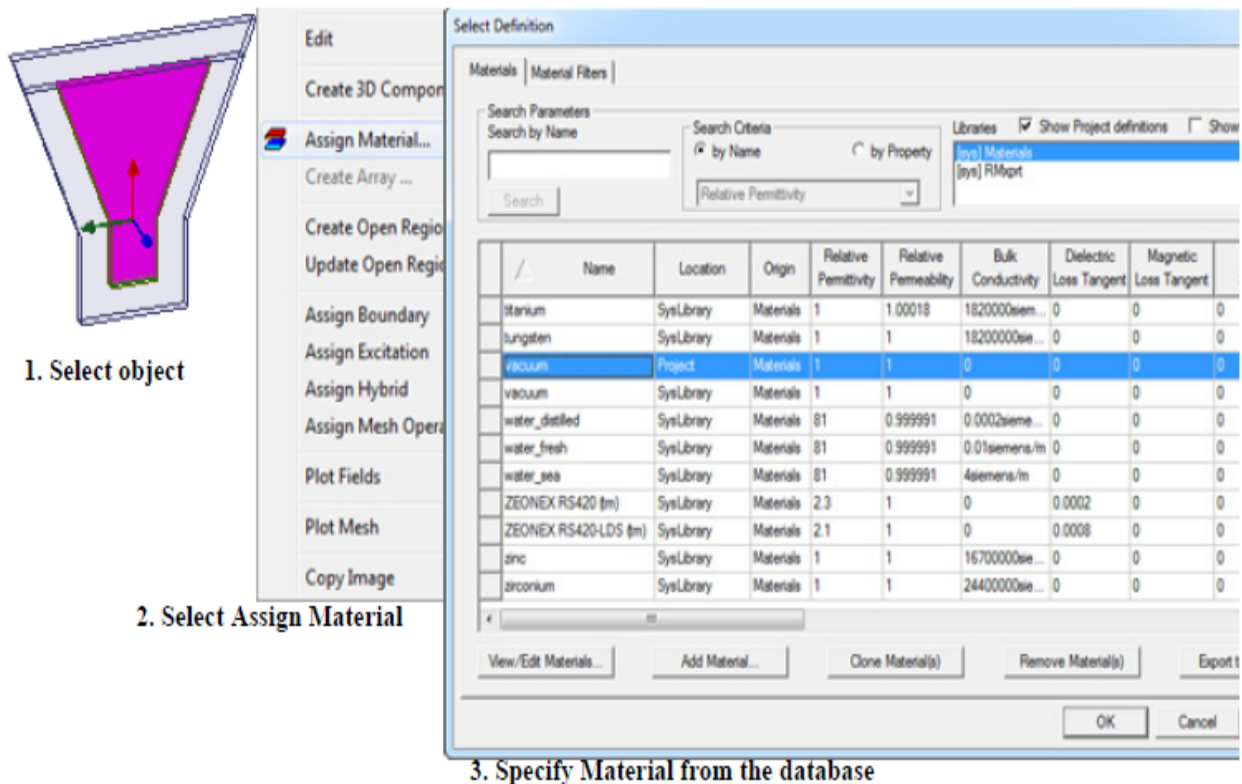 1. Select object
Edit
Create 3D Compon
Assign Material...
Create Array ...
Create Open Regio
Update Open Regio
Assign Boundary
Assign Excitation
Assign Hybrid
Assign Mesh Opera
Plot Fields
Plot Mesh
Copy Image
2. Select Assign Material
Select Definition
Materials Material Filters
Search Parameters
Search by Name
Search
Search Criteria
by Name by Property
Relative Permittivity
Libraries Show Project definitions Show
[sys] Materials
[sys] RMxprt
/ Name Location Origin Relative Permittivity Relative Permeability Bulk Conductivity Dielectric Loss Tangent Magnetic Loss Tangent
titanium SysLibrary Materials 1 1.00018 1820000siem... 0 0 0
tungsten SysLibrary Materials 1 1 18200000sie... 0 0 0
vacuum Project Materials 1 1 0 0 0 0
vacuum SysLibrary Materials 1 1 0 0 0 0
water_distilled SysLibrary Materials 81 0.999991 0.0002sieme... 0 0 0
water_fresh SysLibrary Materials 81 0.999991 0.01siemens/m 0 0 0
water_sea SysLibrary Materials 81 0.999991 4siemens/m 0 0 0
ZEONEX RS420 (tm) SysLibrary Materials 2.3 1 0 0.0002 0 0
ZEONEX RS420-LDS (tm) SysLibrary Materials 2.1 1 0 0.0008 0 0
zinc SysLibrary Materials 1 1 16700000sie... 0 0 0
zirconium SysLibrary Materials 1 1 24400000sie... 0 0 0
View/Edit Materials... Add Material... Clone Material(s) Remove Material(s) Export t
OK Cancel
3. Specify Material from the database